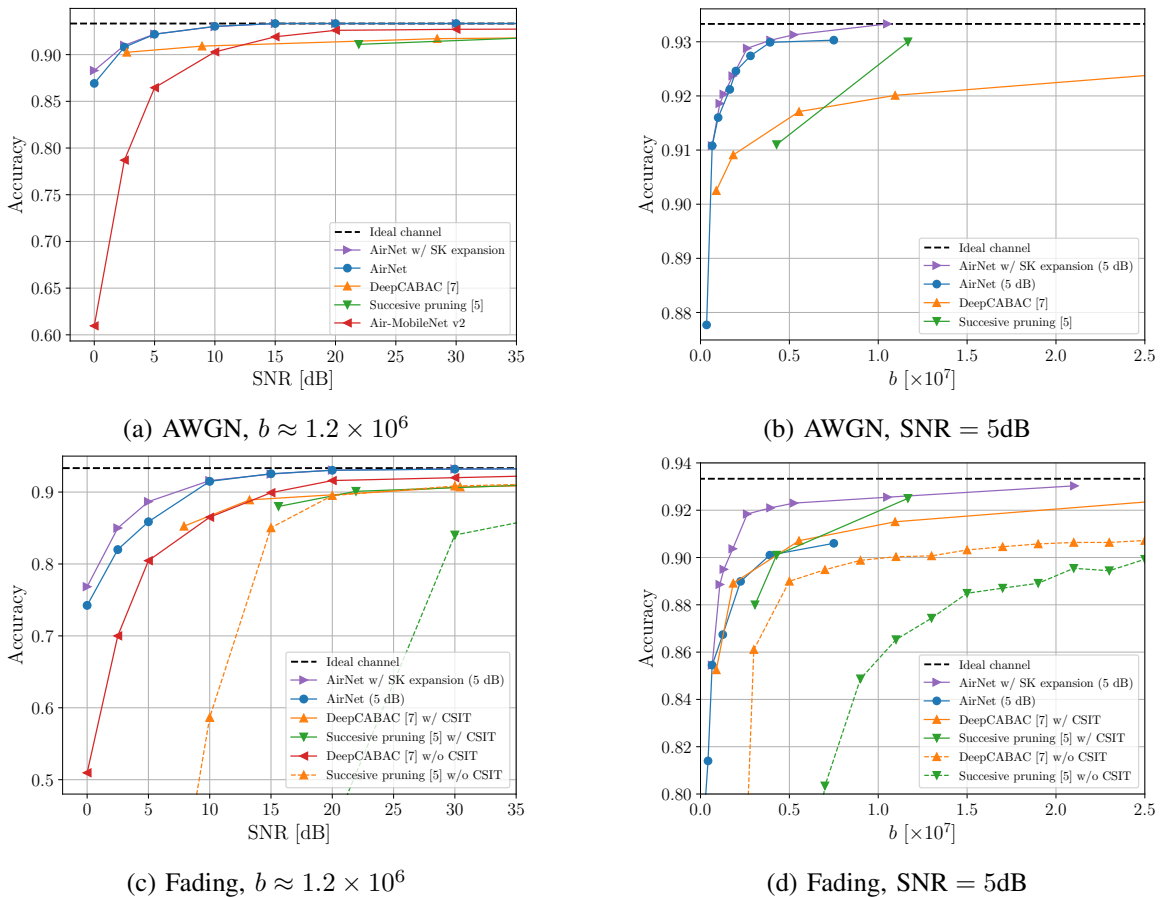 0.90
0.85
0.80
0.75
0.70
0.65
0.60
Accuracy
0 5 10 15 20 25 30 35
SNR [dB]
Ideal channel
AirNet w/ SK expansion
AirNet
DeepCABAC [7]
Succesive pruning [5]
Air-MobileNet v2
(a) AWGN, b ≈ 1.2 × 10⁶
0.93
0.92
0.91
0.90
0.89
0.88
Accuracy
0.0 0.5 1.0 1.5 2.0 2.5
b [×10⁷]
Ideal channel
AirNet w/ SK expansion (5 dB)
AirNet (5 dB)
DeepCABAC [7]
Succesive pruning [5]
(b) AWGN, SNR = 5dB
0.9
0.8
0.7
0.6
0.5
Accuracy
0 5 10 15 20 25 30 35
SNR [dB]
Ideal channel
AirNet w/ SK expansion (5 dB)
AirNet (5 dB)
DeepCABAC [7] w/ CSIT
Succesive pruning [5] w/ CSIT
DeepCABAC [7] w/o CSIT
Succesive pruning [5] w/o CSIT
(c) Fading, b ≈ 1.2 × 10⁶
0.94
0.92
0.90
0.88
0.86
0.84
0.82
0.80
Accuracy
0.0 0.5 1.0 1.5 2.0 2.5
b [×10⁷]
Ideal channel
AirNet w/ SK expansion (5 dB)
AirNet (5 dB)
DeepCABAC [7] w/ CSIT
Succesive pruning [5] w/ CSIT
DeepCABAC [7] w/o CSIT
Succesive pruning [5] w/o CSIT
(d) Fading, SNR = 5dB